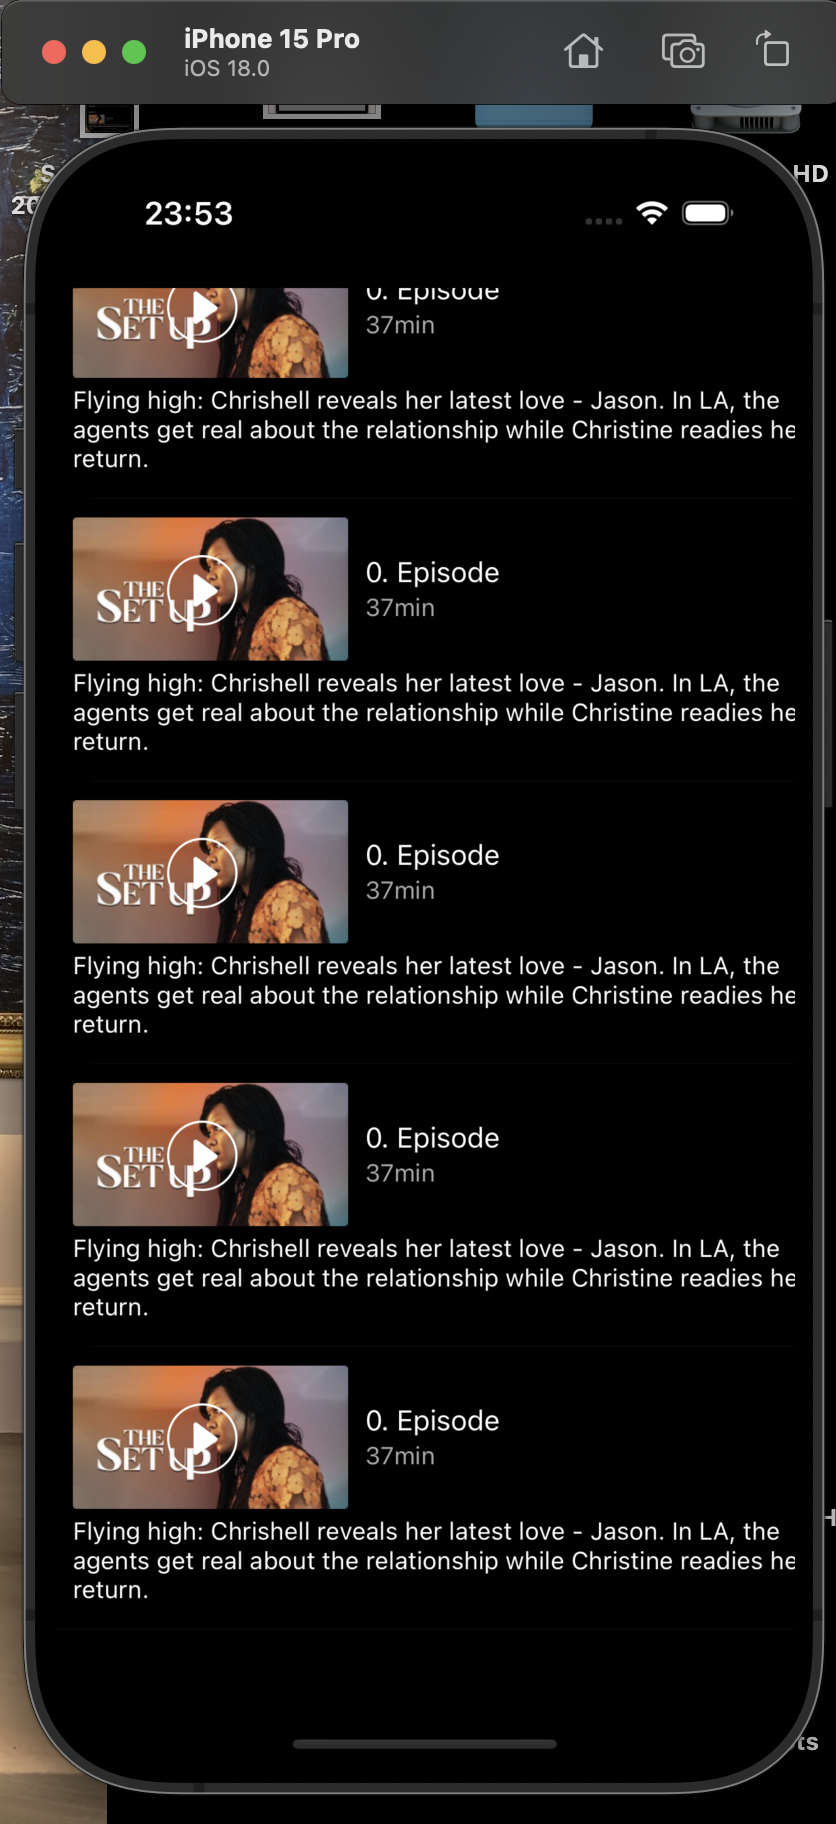 iPhone 15 Pro
iOS 18.0
HD
20
23:53
THE
SET UP
0. Episode
37min
Flying high: Chrishell reveals her latest love - Jason. In LA, the
agents get real about the relationship while Christine readies he
return.
THE
SET UP
0. Episode
37min
Flying high: Chrishell reveals her latest love - Jason. In LA, the
agents get real about the relationship while Christine readies he
return.
THE
SET UP
0. Episode
37min
Flying high: Chrishell reveals her latest love - Jason. In LA, the
agents get real about the relationship while Christine readies he
return.
THE
SET UP
0. Episode
37min
Flying high: Chrishell reveals her latest love - Jason. In LA, the
agents get real about the relationship while Christine readies he
return.
THE
SET UP
0. Episode
37min
Flying high: Chrishell reveals her latest love - Jason. In LA, the
agents get real about the relationship while Christine readies he
return.
ts